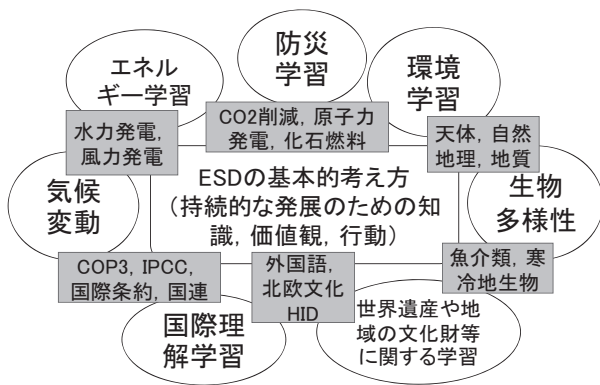 防災
学習
エネル
ギー学習
環境
学習
CO2削減, 原子力
発電, 化石燃料
水力発電,
風力発電
天体, 自然
地理, 地質
気候
変動
ESDの基本的考え方
（持続的な発展のための知
識, 価値観, 行動）
生物
多様性
COP3, IPCC,
国際条約, 国連
外国語,
北欧文化
HID
魚介類, 寒
冷地生物
国際理
解学習
世界遺産や地
域の文化財等
に関する学習